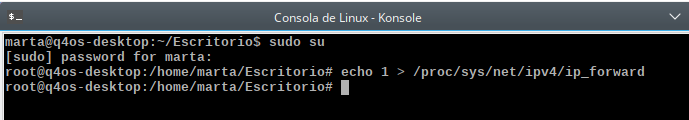 Consola de Linux - Konsole
marta@q4os-desktop:~/Escritorio$ sudo su
[sudo] password for marta:
root@q4os-desktop:/home/marta/Escritorio# echo 1 > /proc/sys/net/ipv4/ip_forward
root@q4os-desktop:/home/marta/Escritorio#